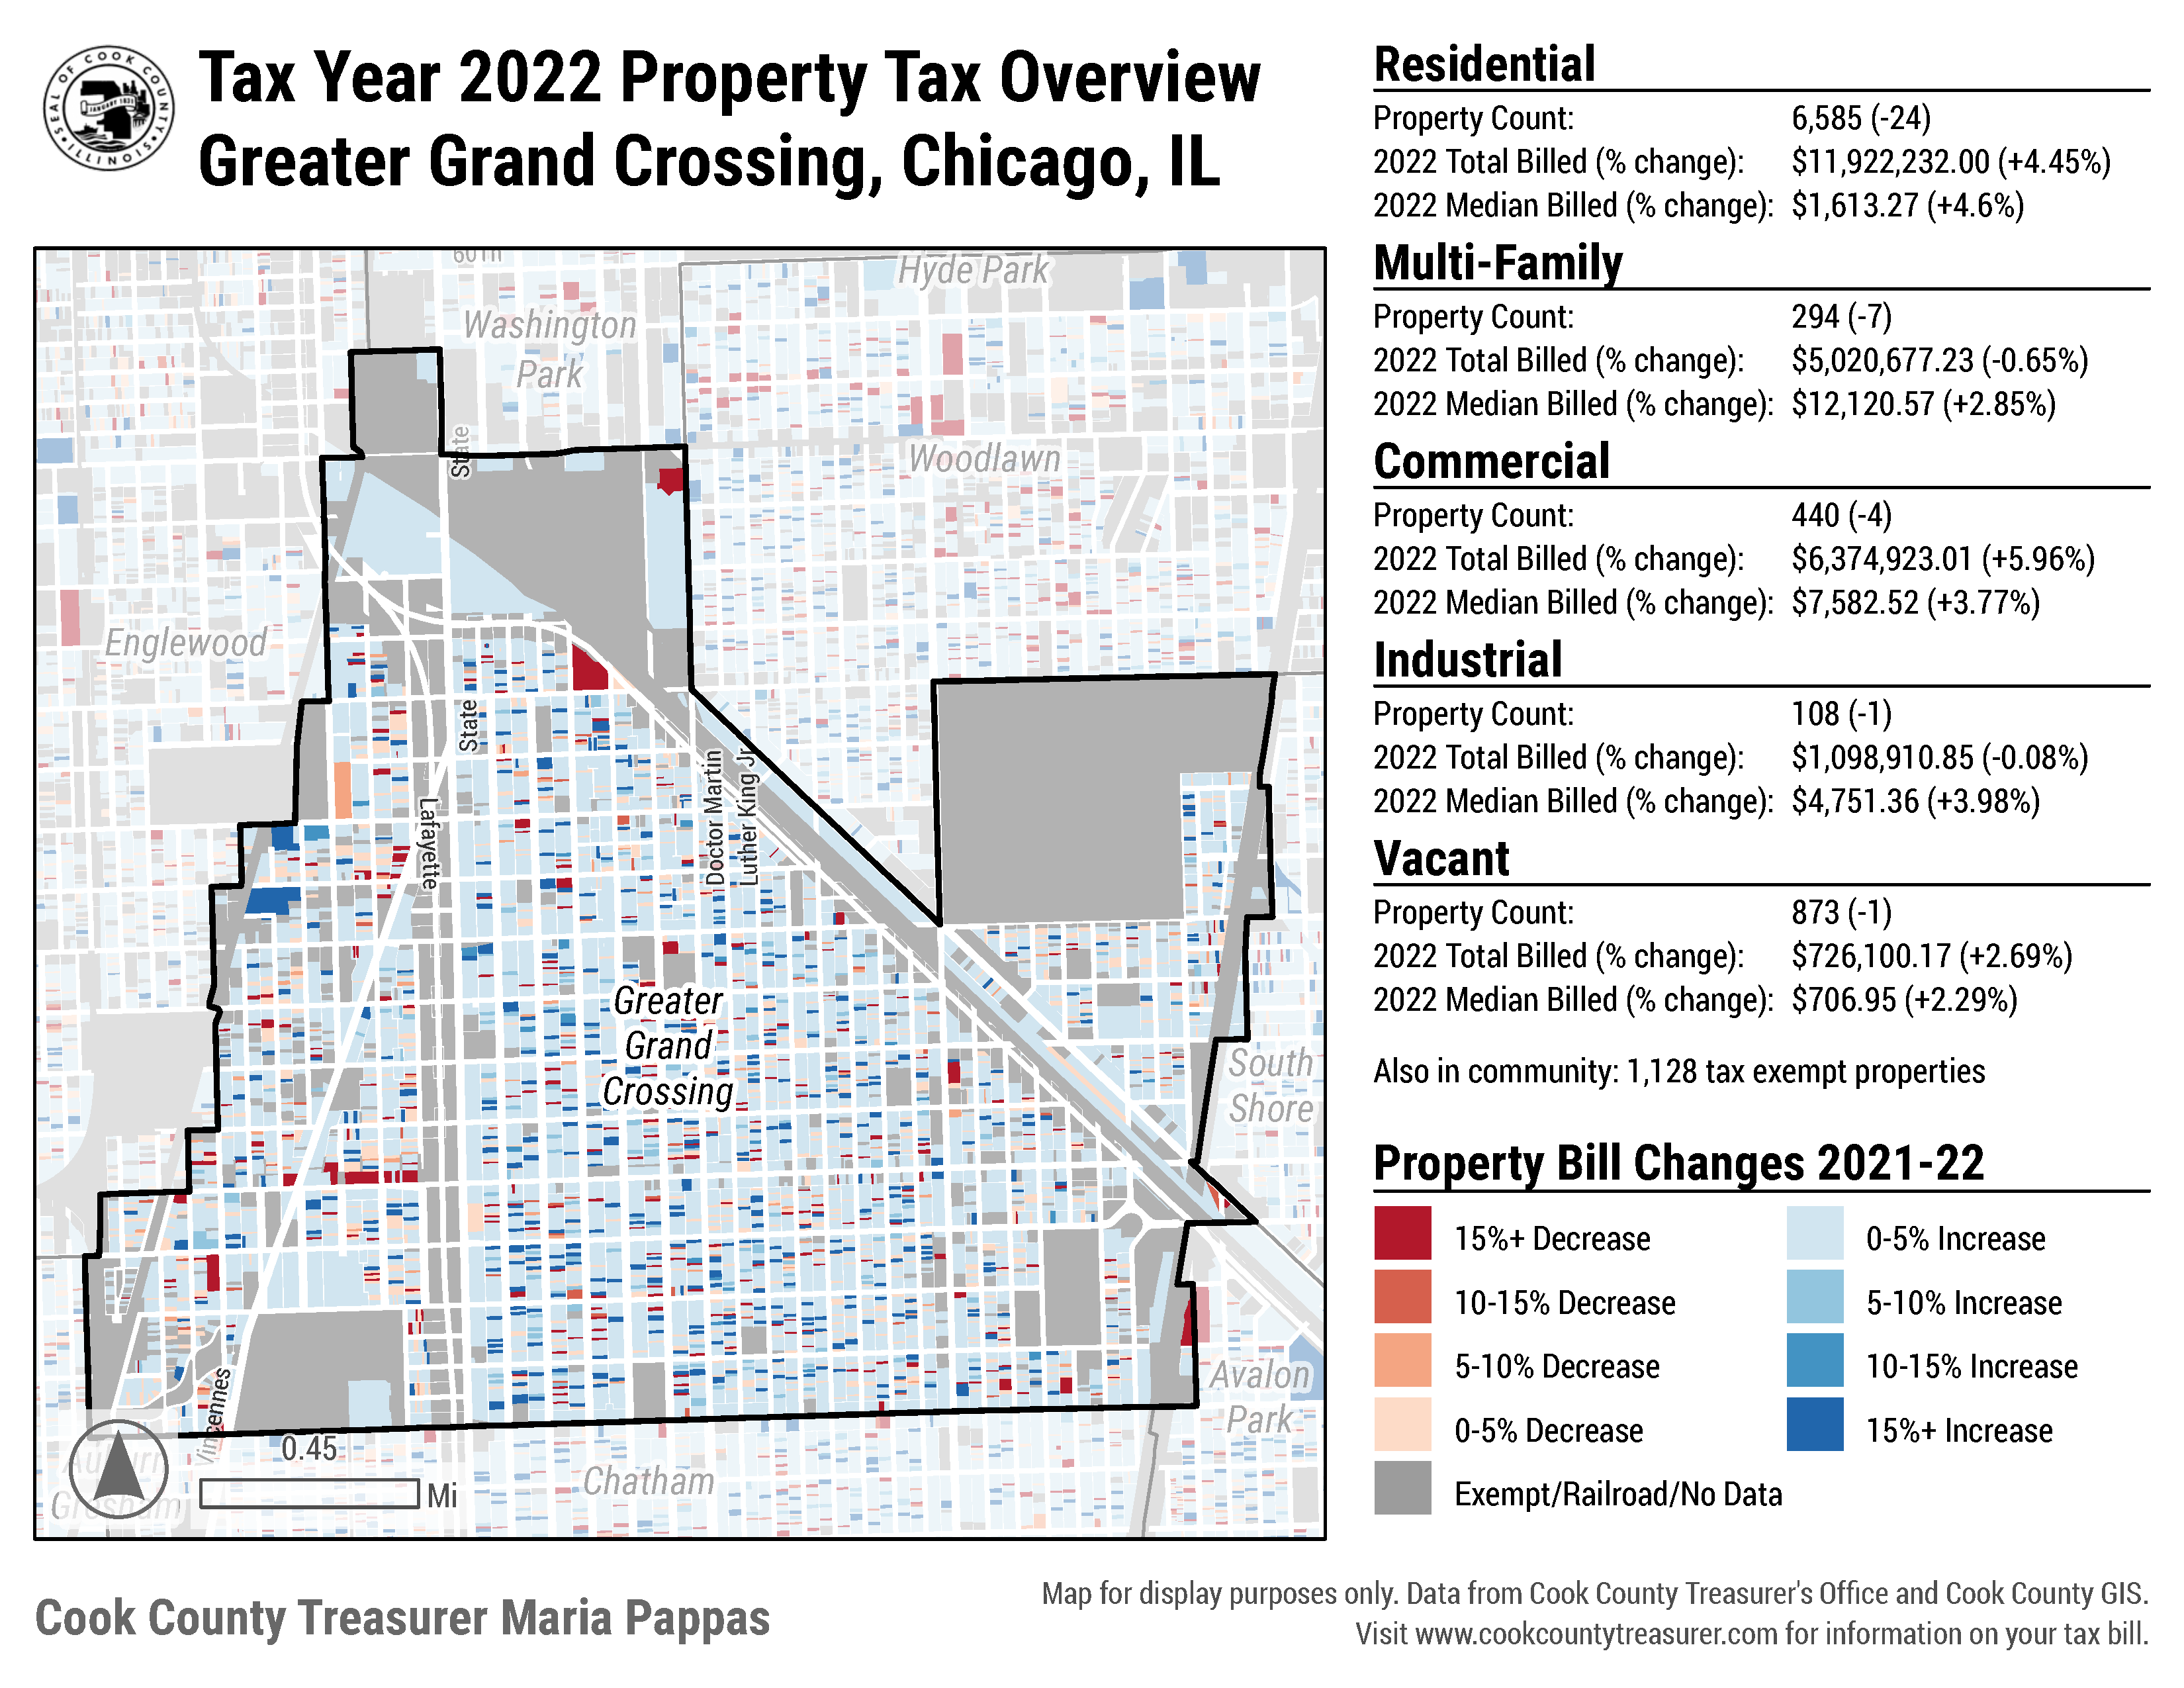 SEAL OF COOK COUNTY
JANUARY 1831
ILLINOIS
Tax Year 2022 Property Tax Overview
Greater Grand Crossing, Chicago, IL
60th
Hyde Park
Washington
Park
State
Woodlawn
Englewood
State
Doctor Martin
Luther King Jr
Lafayette
Greater
Grand
Crossing
South
Shore
Avalon
Park
Vincennes
Auburn
Gresham
0.45
Mi
Chatham
Residential
Property Count: 6,585 (-24)
2022 Total Billed (% change): $11,922,232.00 (+4.45%)
2022 Median Billed (% change): $1,613.27 (+4.6%)
Multi-Family
Property Count: 294 (-7)
2022 Total Billed (% change): $5,020,677.23 (-0.65%)
2022 Median Billed (% change): $12,120.57 (+2.85%)
Commercial
Property Count: 440 (-4)
2022 Total Billed (% change): $6,374,923.01 (+5.96%)
2022 Median Billed (% change): $7,582.52 (+3.77%)
Industrial
Property Count: 108 (-1)
2022 Total Billed (% change): $1,098,910.85 (-0.08%)
2022 Median Billed (% change): $4,751.36 (+3.98%)
Vacant
Property Count: 873 (-1)
2022 Total Billed (% change): $726,100.17 (+2.69%)
2022 Median Billed (% change): $706.95 (+2.29%)
Also in community: 1,128 tax exempt properties
Property Bill Changes 2021-22
15%+ Decrease
0-5% Increase
10-15% Decrease
5-10% Increase
5-10% Decrease
10-15% Increase
0-5% Decrease
15%+ Increase
Exempt/Railroad/No Data
Cook County Treasurer Maria Pappas
Map for display purposes only. Data from Cook County Treasurer's Office and Cook County GIS.
Visit www.cookcountytreasurer.com for information on your tax bill.